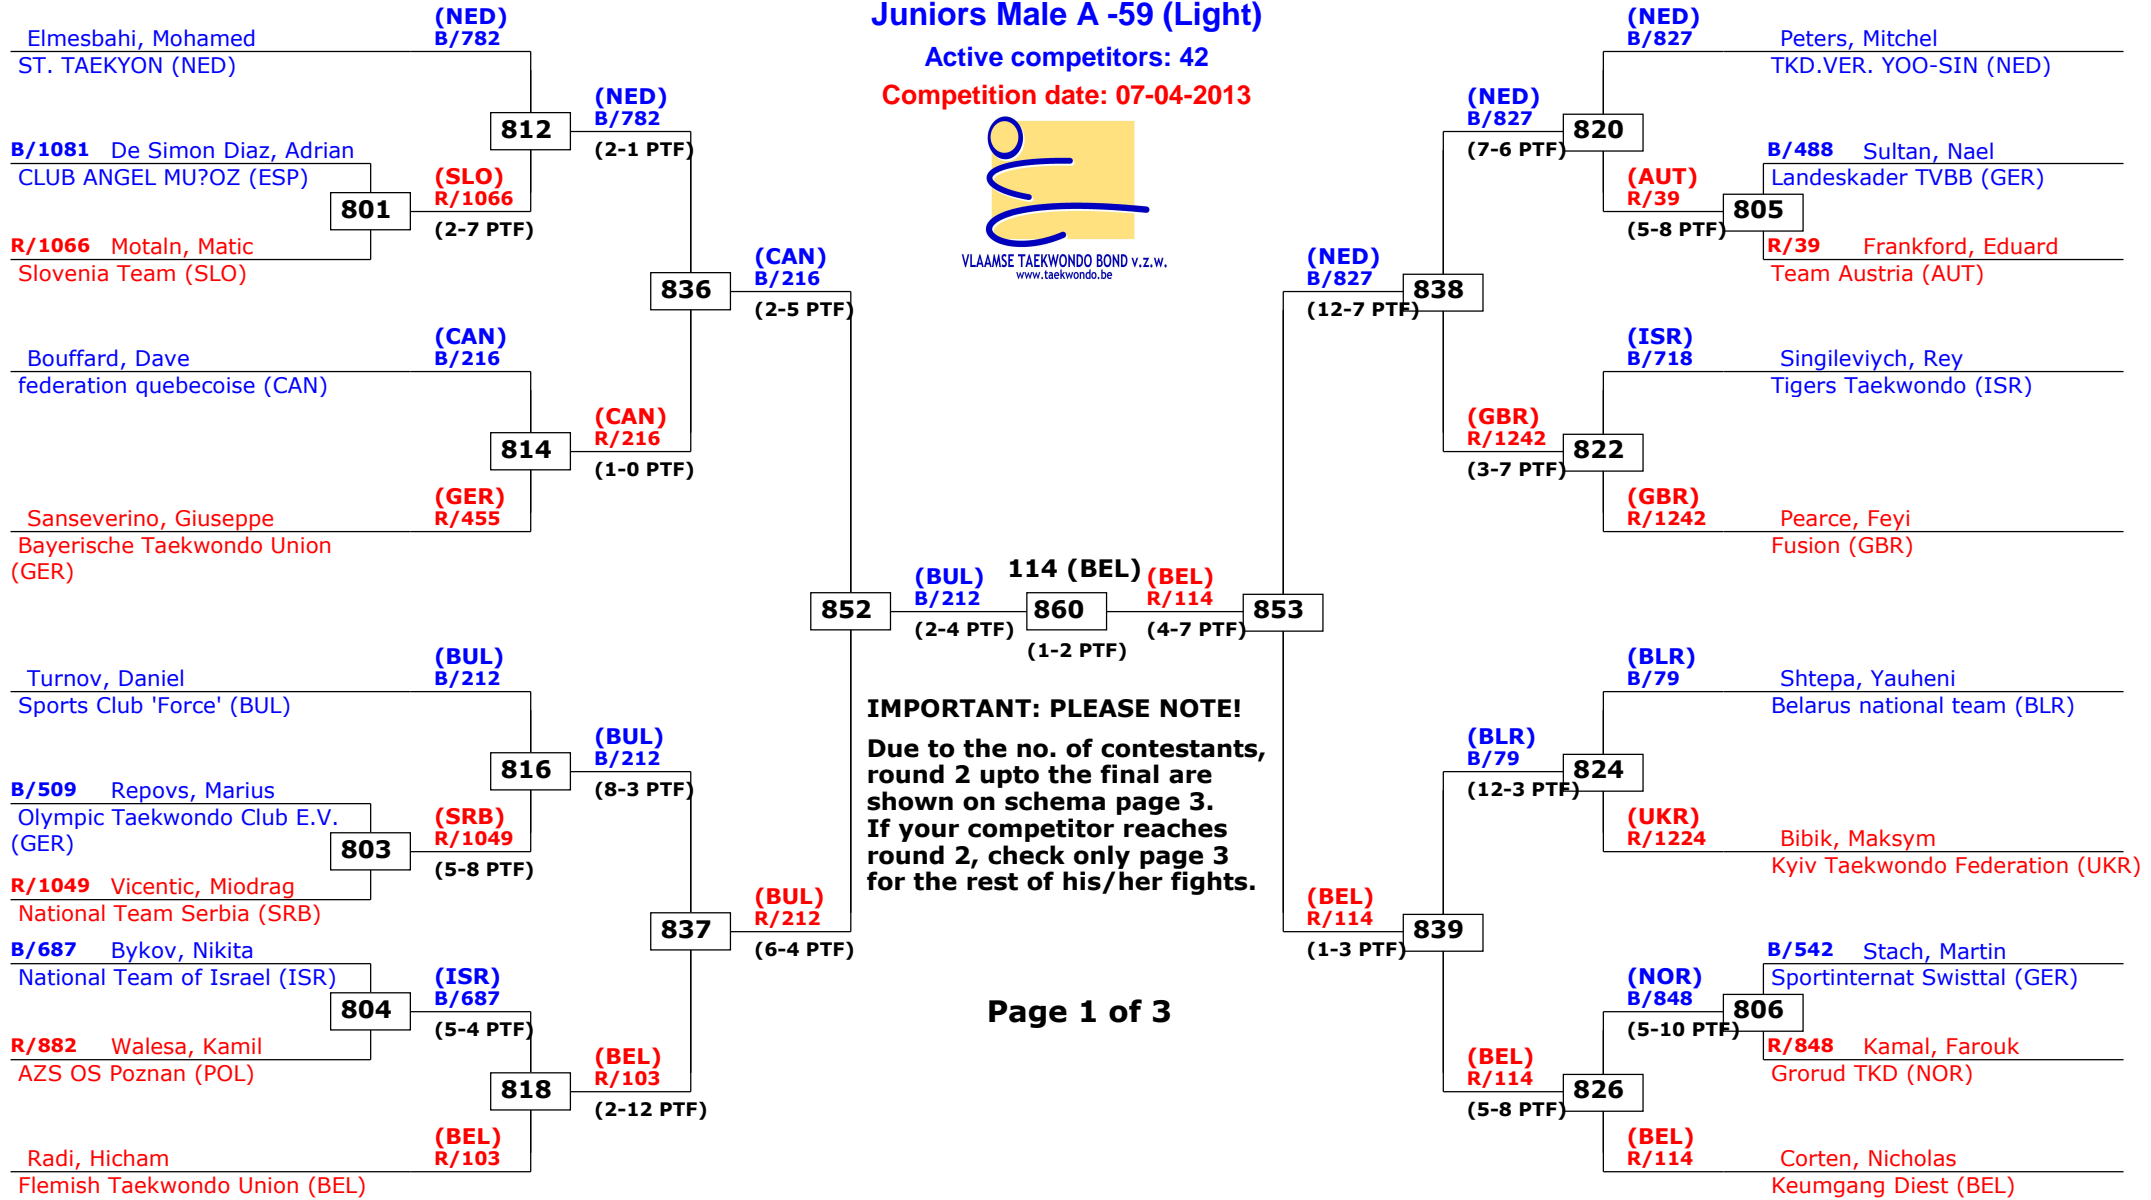 Juniors Male A -59 (Light)
Active competitors: 42
Competition date: 07-04-2013
VLAAMSE TAEKWONDO BOND v.z.w.
www.taekwondo.be
(NED)
Elmesbahi, Mohamed B/782
ST. TAEKYON (NED)
(NED)
B/782
812
(2-1 PTF)
B/1081 De Simon Diaz, Adrian
CLUB ANGEL MU?OZ (ESP)
(SLO)
R/1066
801
(2-7 PTF)
R/1066 Motaln, Matic
Slovenia Team (SLO)
(CAN)
B/216
836
(2-5 PTF)
(CAN)
Bouffard, Dave B/216
federation quebecoise (CAN)
(CAN)
R/216
814
(1-0 PTF)
(GER)
Sanseverino, Giuseppe R/455
Bayerische Taekwondo Union
(GER)
852
(BUL)
B/212
(2-4 PTF)
114 (BEL)
860
(1-2 PTF)
(BEL)
R/114
(4-7 PTF)
853
(BUL)
Turnov, Daniel B/212
Sports Club 'Force' (BUL)
(BUL)
B/212
816
(8-3 PTF)
B/509 Repovs, Marius
Olympic Taekwondo Club E.V.
(GER)
(SRB)
R/1049
803
(5-8 PTF)
R/1049 Vicentic, Miodrag
National Team Serbia (SRB)
(BUL)
R/212
837
(6-4 PTF)
B/687 Bykov, Nikita
National Team of Israel (ISR)
(ISR)
B/687
804
(5-4 PTF)
R/882 Walesa, Kamil
AZS OS Poznan (POL)
(BEL)
R/103
818
(2-12 PTF)
(BEL)
Radi, Hicham R/103
Flemish Taekwondo Union (BEL)
IMPORTANT: PLEASE NOTE!
Due to the no. of contestants,
round 2 upto the final are
shown on schema page 3.
If your competitor reaches
round 2, check only page 3
for the rest of his/her fights.
Page 1 of 3
(NED)
B/827 Peters, Mitchel
TKD.VER. YOO-SIN (NED)
(NED)
B/827
820
(7-6 PTF)
B/488 Sultan, Nael
Landeskader TVBB (GER)
(AUT)
R/39
805
(5-8 PTF)
R/39 Frankford, Eduard
Team Austria (AUT)
(NED)
B/827
838
(12-7 PTF)
(ISR)
B/718 Singileviych, Rey
Tigers Taekwondo (ISR)
(GBR)
R/1242
822
(3-7 PTF)
(GBR)
R/1242 Pearce, Feyi
Fusion (GBR)
(BLR)
B/79 Shtepa, Yauheni
Belarus national team (BLR)
(BLR)
B/79
824
(12-3 PTF)
(UKR)
R/1224 Bibik, Maksym
Kyiv Taekwondo Federation (UKR)
(BEL)
R/114
839
(1-3 PTF)
B/542 Stach, Martin
Sportinternat Swisttal (GER)
(NOR)
B/848
806
(5-10 PTF)
R/848 Kamal, Farouk
Grorud TKD (NOR)
(BEL)
R/114
826
(5-8 PTF)
(BEL)
R/114 Corten, Nicholas
Keumgang Diest (BEL)